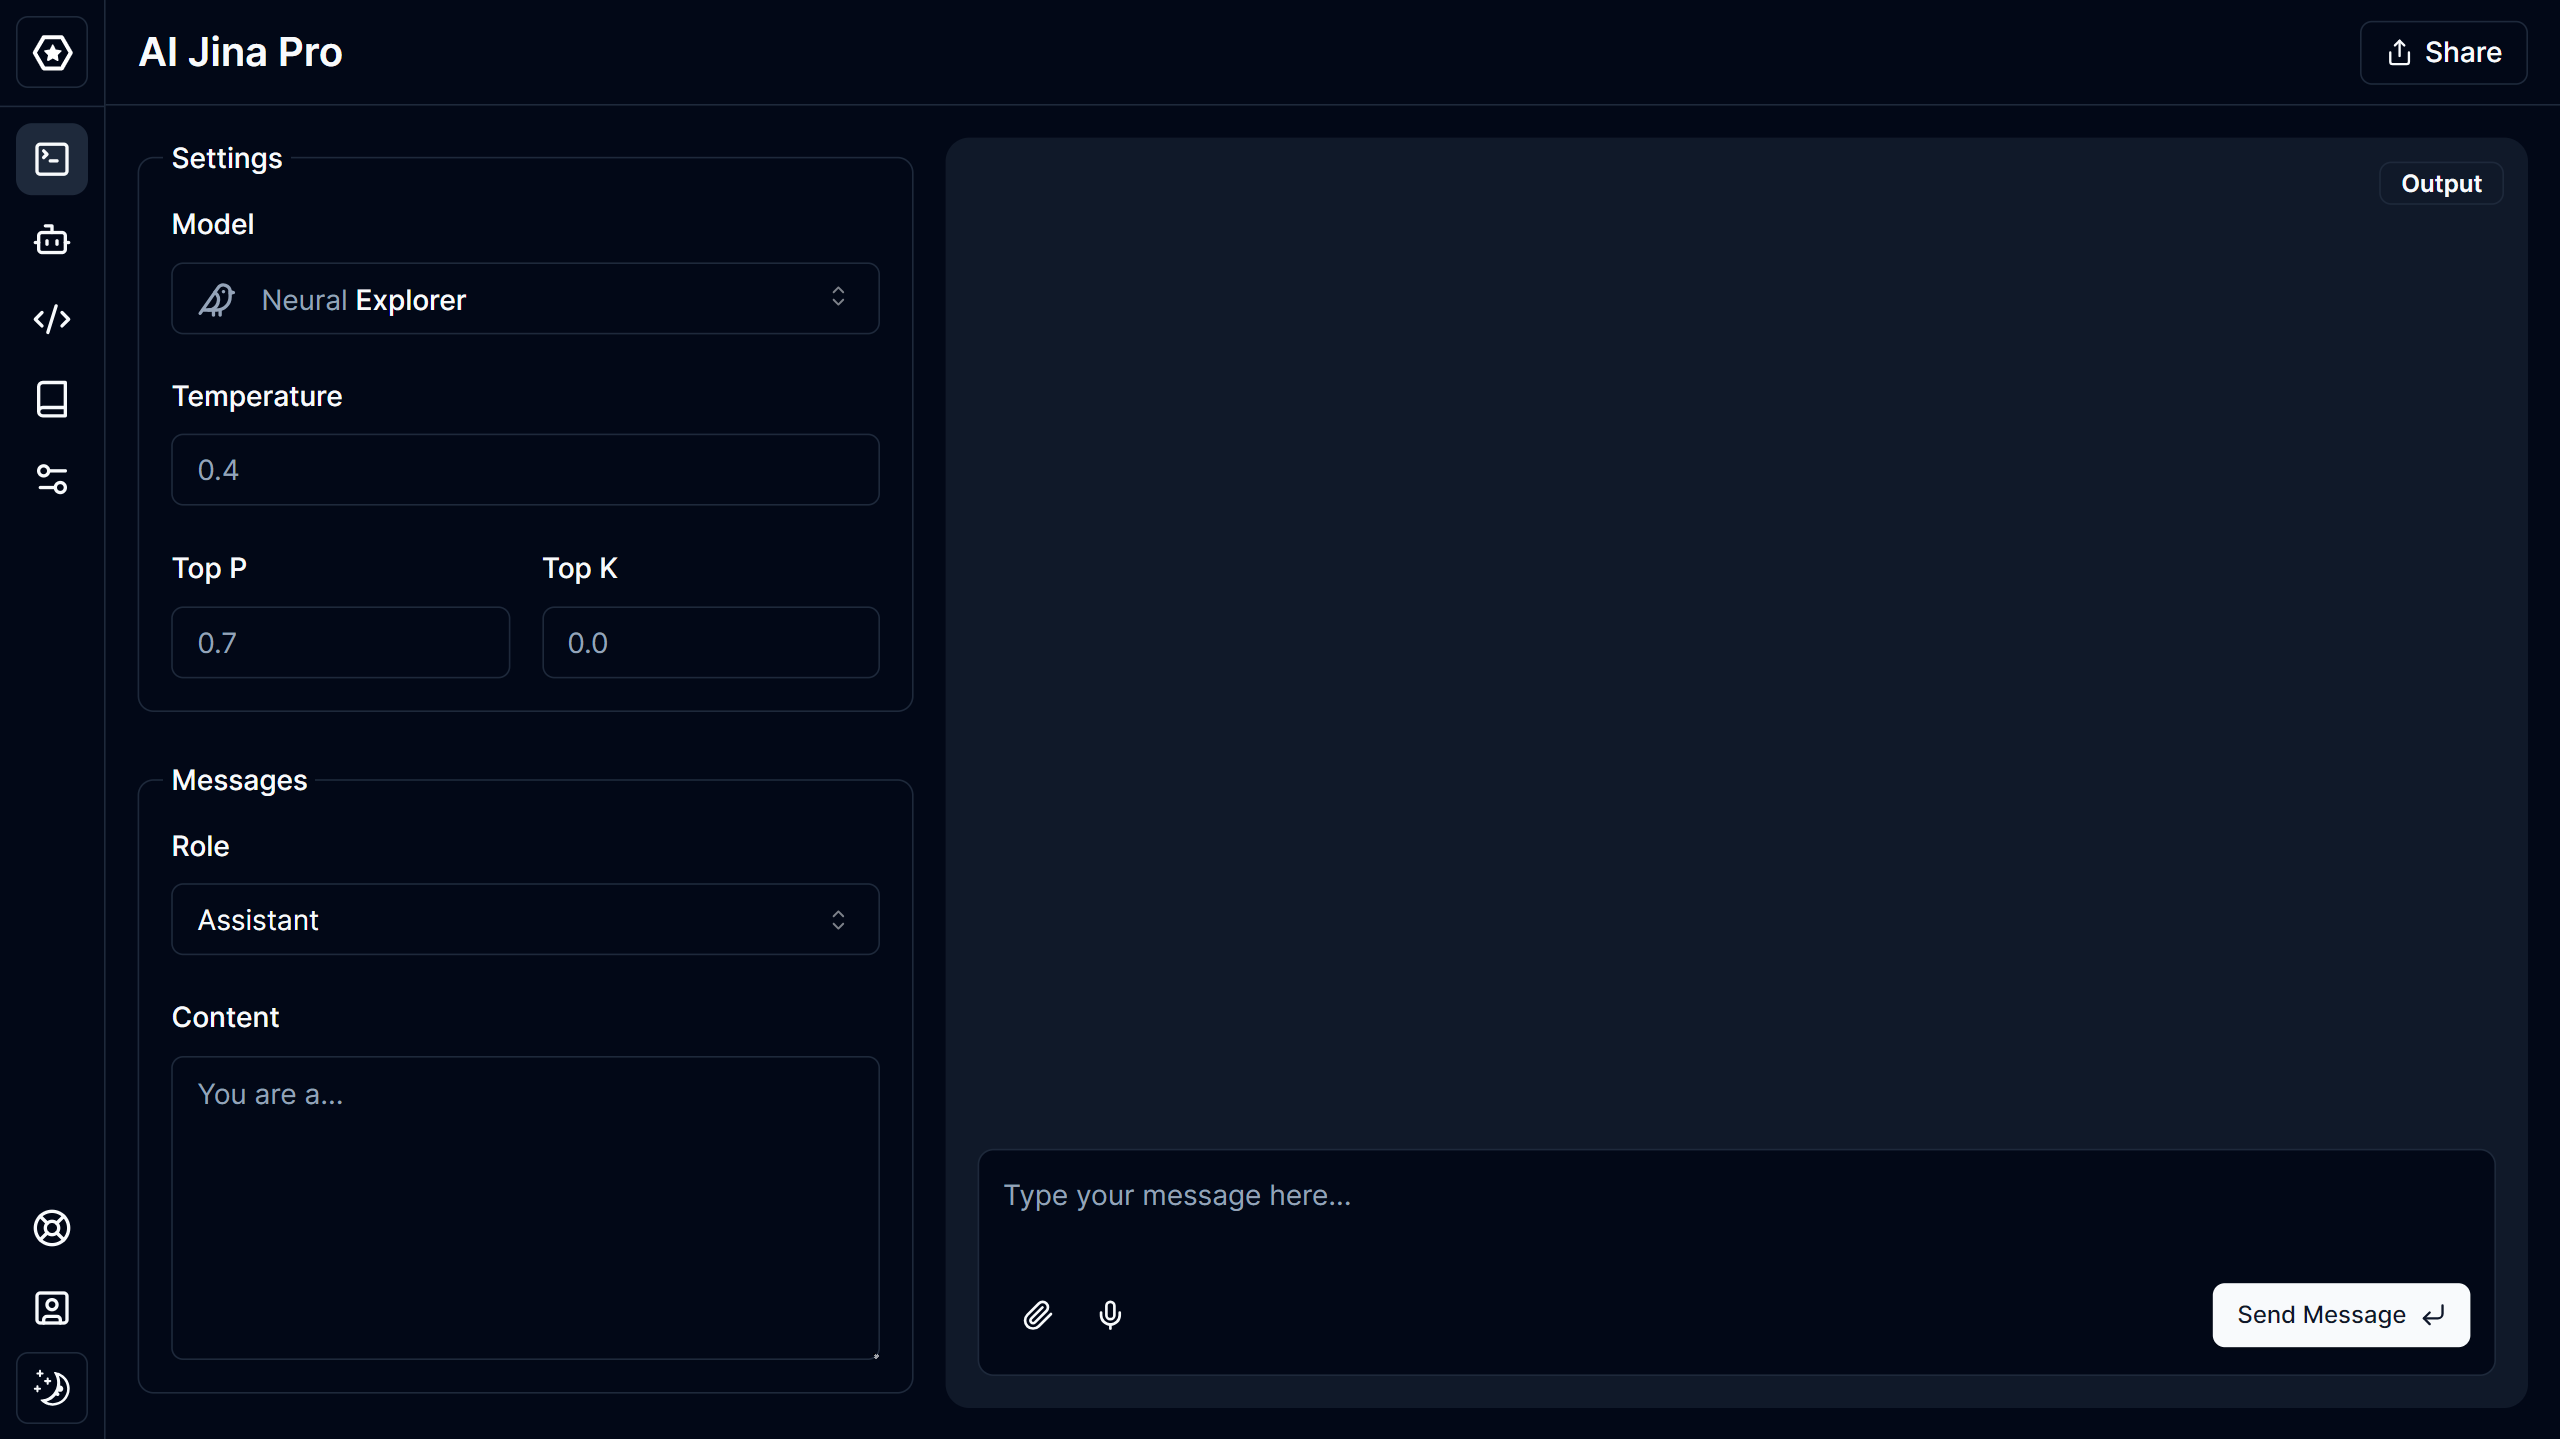 AI Jina Pro
Share
Settings
Model
Neural Explorer
Temperature
0.4
Top P
Top K
0.7
0.0
Messages
Role
Assistant
Content
You are a...
Output
Type your message here...
Send Message